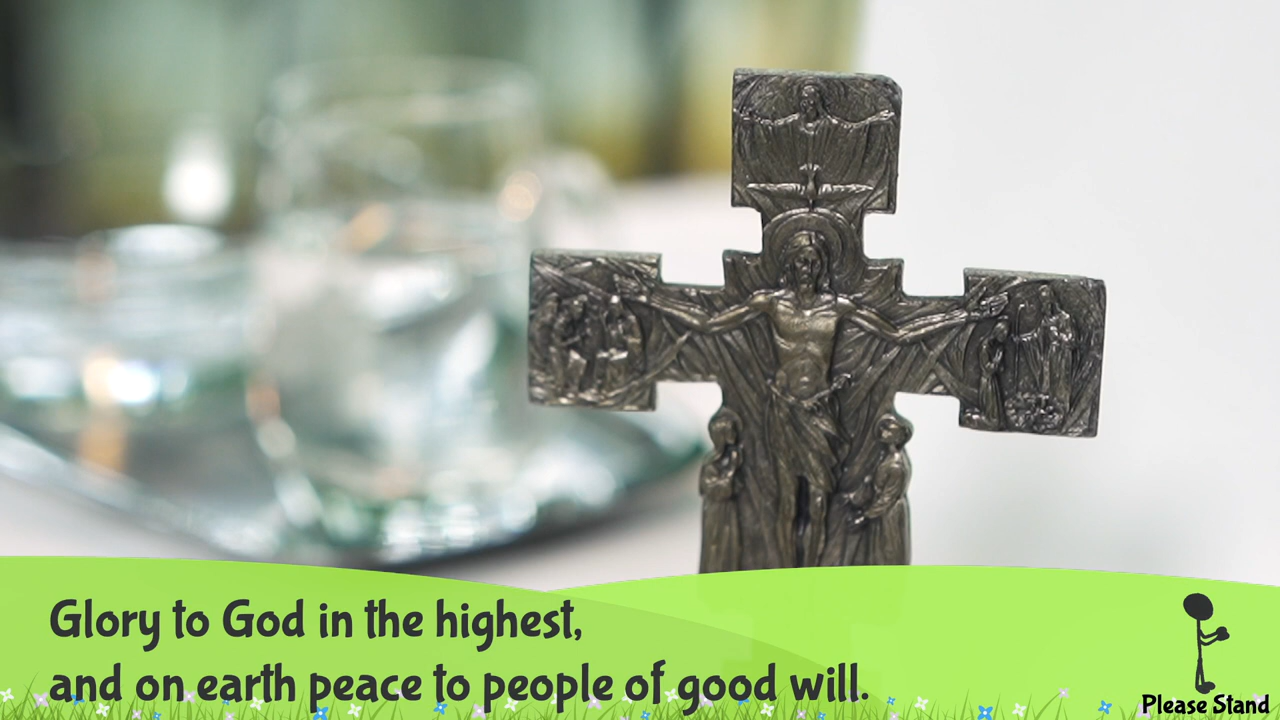 Glory to God in the highest,
and on earth peace to people of good will.
Please Stand